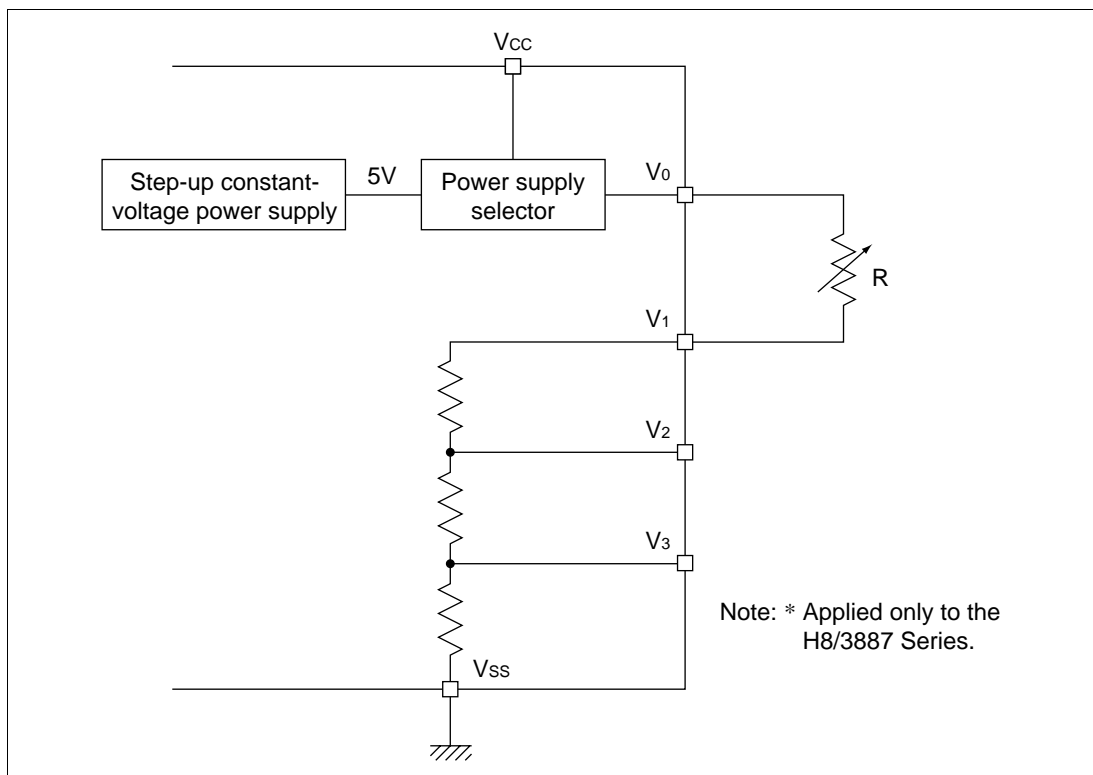 VCC
Step-up constant-
voltage power supply
5V
Power supply
selector
V0
R
V1
V2
V3
Note: * Applied only to the
H8/3887 Series.
VSS